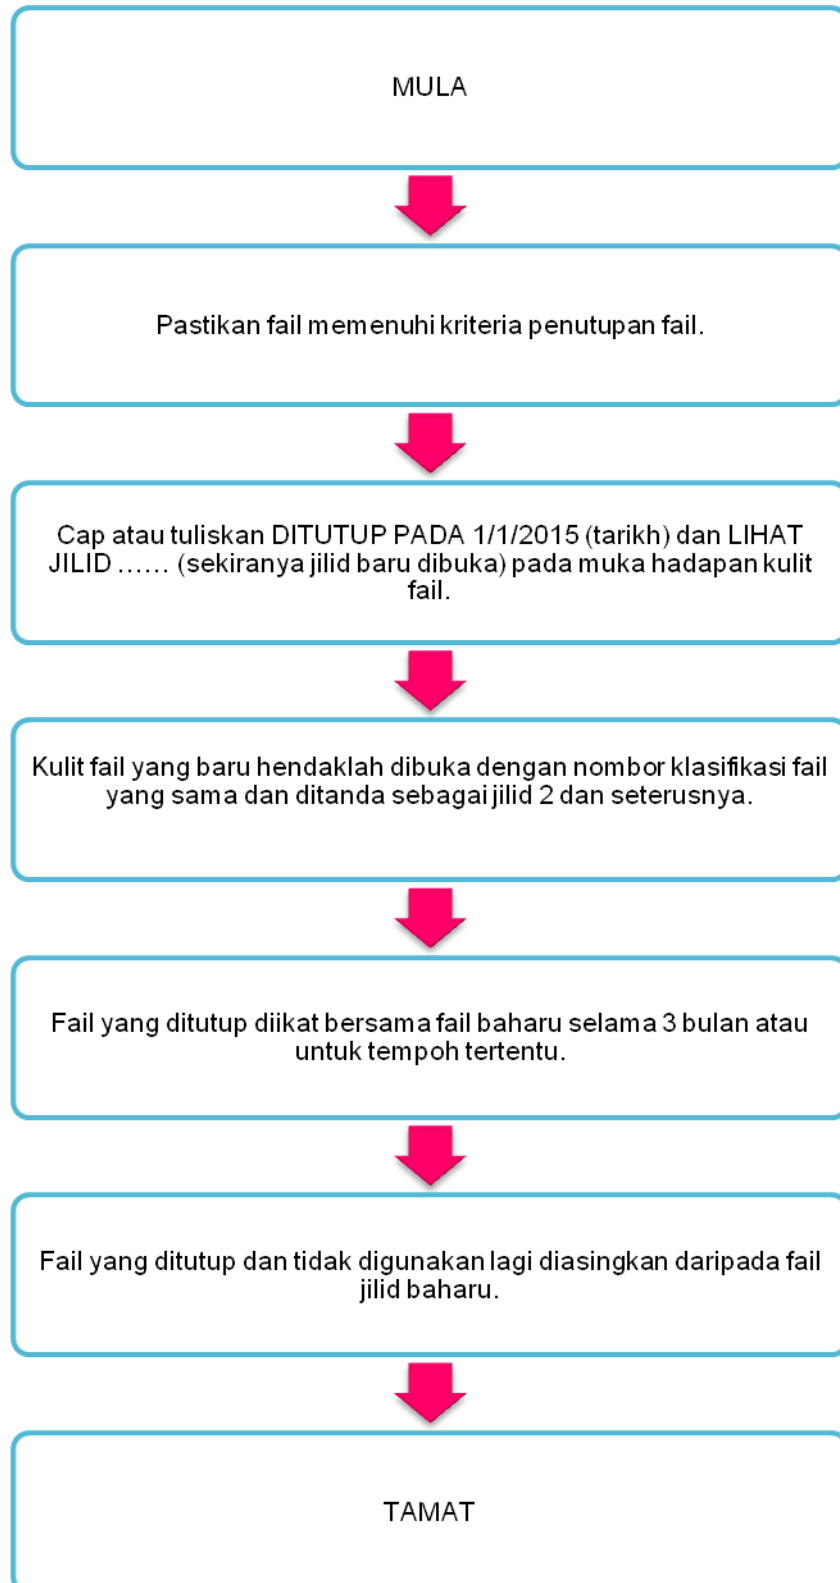 MULA
Pastikan fail memenuhi kriteria penutupan fail.
Cap atau tuliskan DITUTUP PADA 1/1/2015 (tarikh) dan LIHAT
JILID ...... (sekiranya jilid baru dibuka) pada muka hadapan kulit
fail.
Kulit fail yang baru hendaklah dibuka dengan nombor klasifikasi fail
yang sama dan ditanda sebagai jilid 2 dan seterusnya.
Fail yang ditutup diikat bersama fail baharu selama 3 bulan atau
untuk tempoh tertentu.
Fail yang ditutup dan tidak digunakan lagi diasingkan daripada fail
jilid baharu.
TAMAT